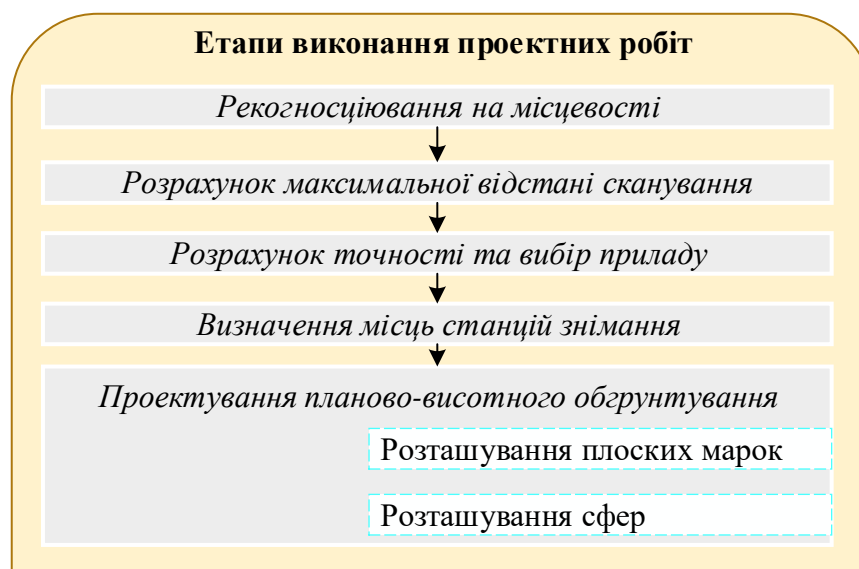 Етапи виконання проектних робіт
Рекогносціювання на місцевості
Розрахунок максимальної відстані сканування
Розрахунок точності та вибір приладу
Визначення місць станцій знімання
Проектування планово-висотного обгрунтування
Розташування плоских марок
Розташування сфер